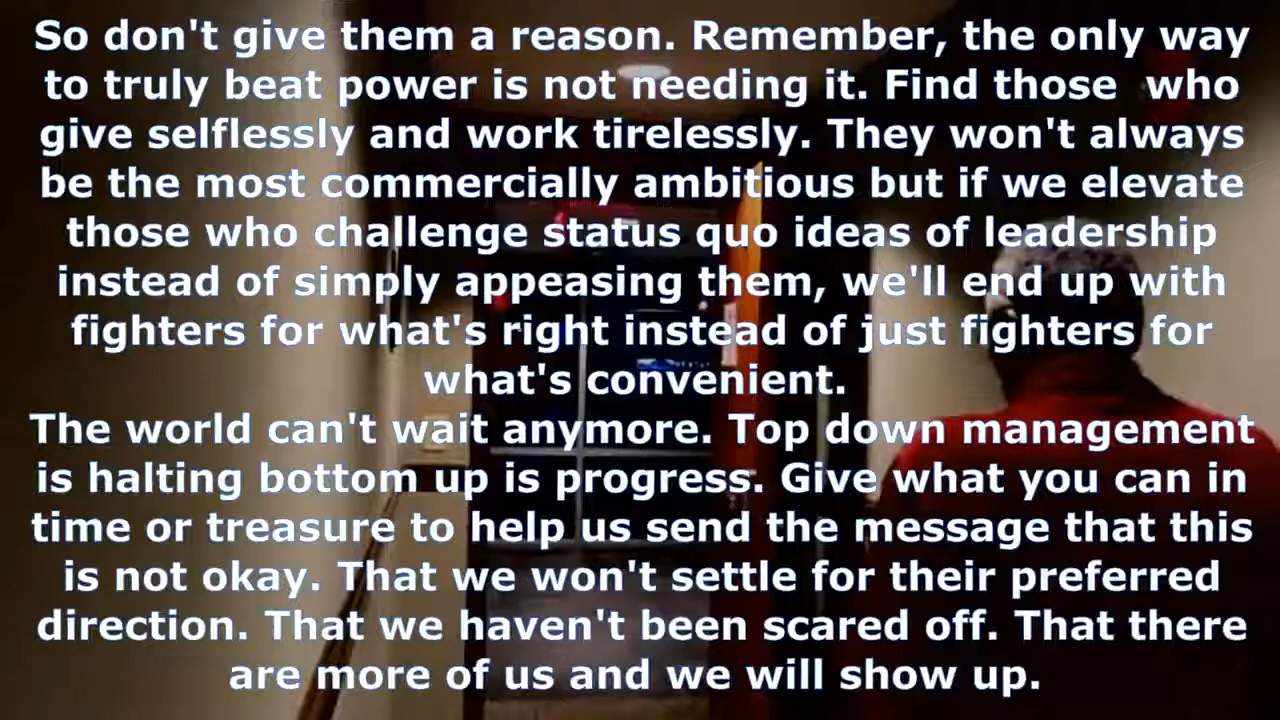 So don't give them a reason. Remember, the only way
to truly beat power is not needing it. Find those  who
give selflessly and work tirelessly. They won't always
be the most commercially ambitious but if we elevate
those who challenge status quo ideas of leadership
instead of simply appeasing them, we'll end up with
fighters for what's right instead of just fighters for
what's convenient.
The world can't wait anymore. Top down management
is halting bottom up is progress. Give what you can in
time or treasure to help us send the message that this
is not okay. That we won't settle for their preferred
direction. That we haven't been scared off. That there
are more of us and we will show up.